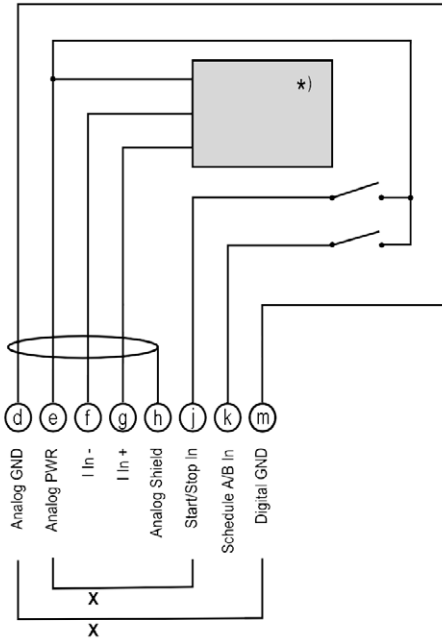 *)
d
e
f
g
h
j
k
m
Analog GND
Analog PWR
I In -
I In +
Analog Shield
Start/Stop In
Schedule A/B In
Digital GND
X
X